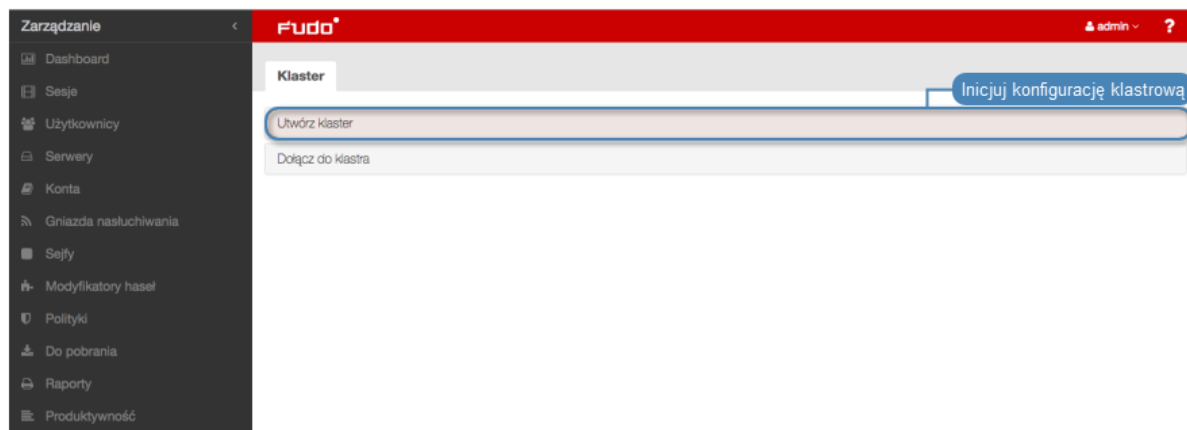 Zarządzanie
Fudo
admin
?
Dashboard
Klaster
Sesje
Inicjuj konfigurację klastrową
Użytkownicy
Utwórz klaster
Serwery
Dołącz do klastra
Konta
Gniazda nasłuchiwania
Sejfy
Modyfikatory haseł
Polityki
Do pobrania
Raporty
Produktywność